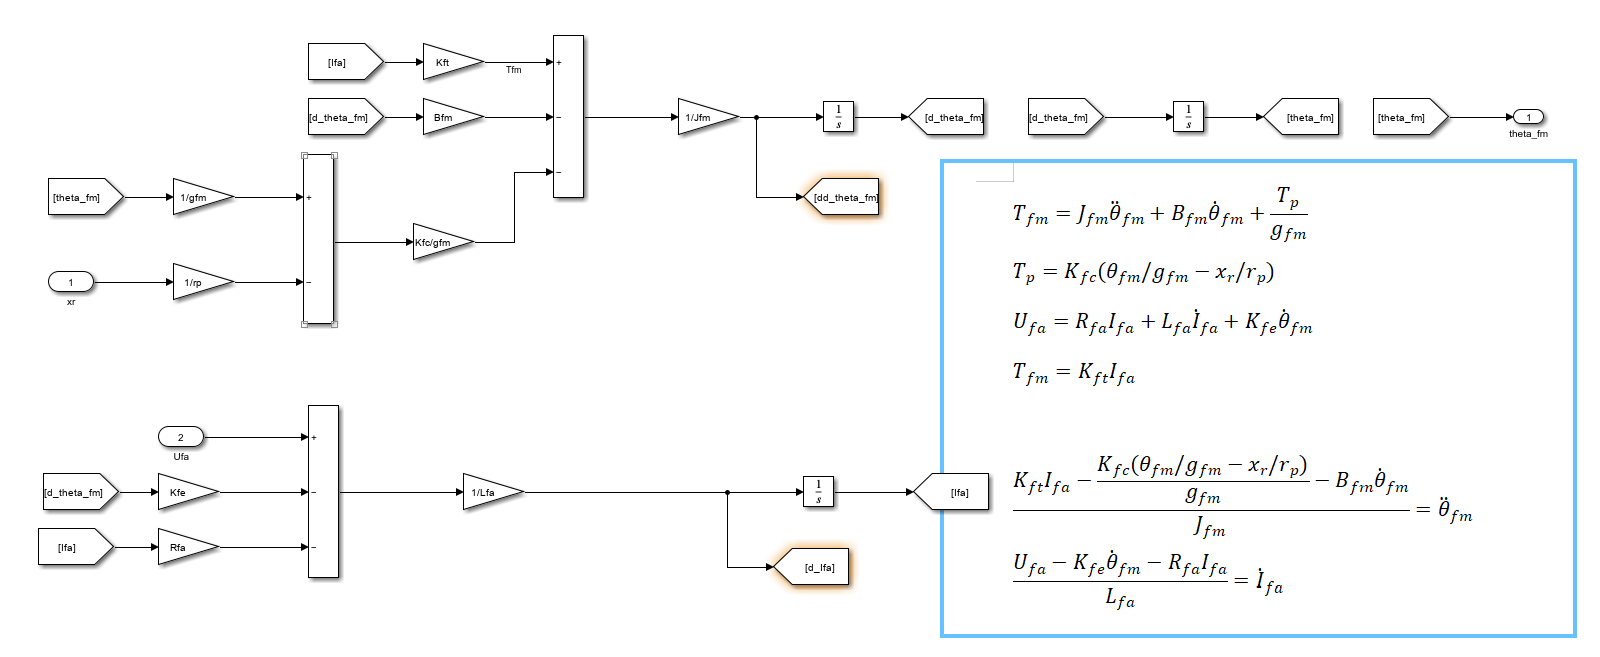 [Ifa] Kft Tfm + 1/Jfm 1/s [d_theta_fm] [d_theta_fm] 1/s [theta_fm] [theta_fm] 1 theta_fm
[d_theta_fm] Bfm −
−
[theta_fm] 1/gfm + [dd_theta_fm]
Kfc/gfm
1 xr 1/rp −
2 Ufa +
[d_theta_fm] Kfe − 1/Lfa 1/s [Ifa]
[Ifa] Rfa − [d_Ifa]
T_fm = J_fm θ̈_fm + B_fm θ̇_fm + T_p/g_fm
T_p = K_fc(θ_fm/g_fm − x_r/r_p)
U_fa = R_fa I_fa + L_fa İ_fa + K_fe θ̇_fm
T_fm = K_ft I_fa
(K_ft I_fa − K_fc(θ_fm/g_fm − x_r/r_p)/g_fm − B_fm θ̇_fm)/J_fm = θ̈_fm
(U_fa − K_fe θ̇_fm − R_fa I_fa)/L_fa = İ_fa